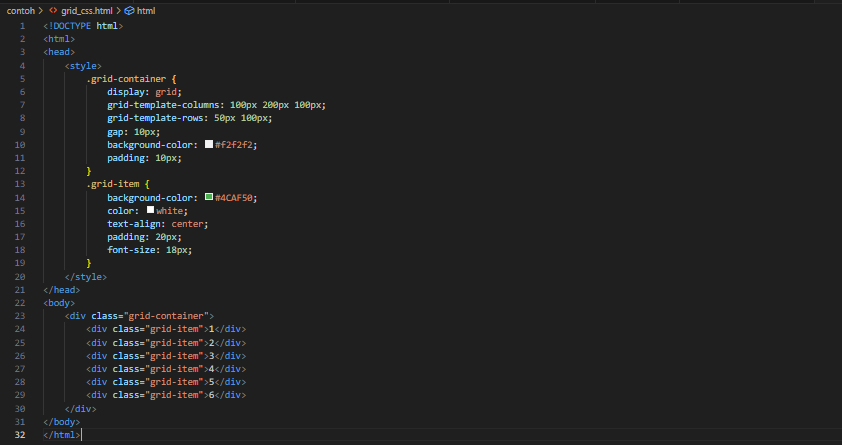 contoh > grid_css.html > html
1 <!DOCTYPE html>
2 <html>
3 <head>
4     <style>
5         .grid-container {
6             display: grid;
7             grid-template-columns: 100px 200px 100px;
8             grid-template-rows: 50px 100px;
9             gap: 10px;
10             background-color: #f2f2f2;
11             padding: 10px;
12         }
13         .grid-item {
14             background-color: #4CAF50;
15             color: white;
16             text-align: center;
17             padding: 20px;
18             font-size: 18px;
19         }
20     </style>
21 </head>
22 <body>
23     <div class="grid-container">
24         <div class="grid-item">1</div>
25         <div class="grid-item">2</div>
26         <div class="grid-item">3</div>
27         <div class="grid-item">4</div>
28         <div class="grid-item">5</div>
29         <div class="grid-item">6</div>
30     </div>
31 </body>
32 </html>